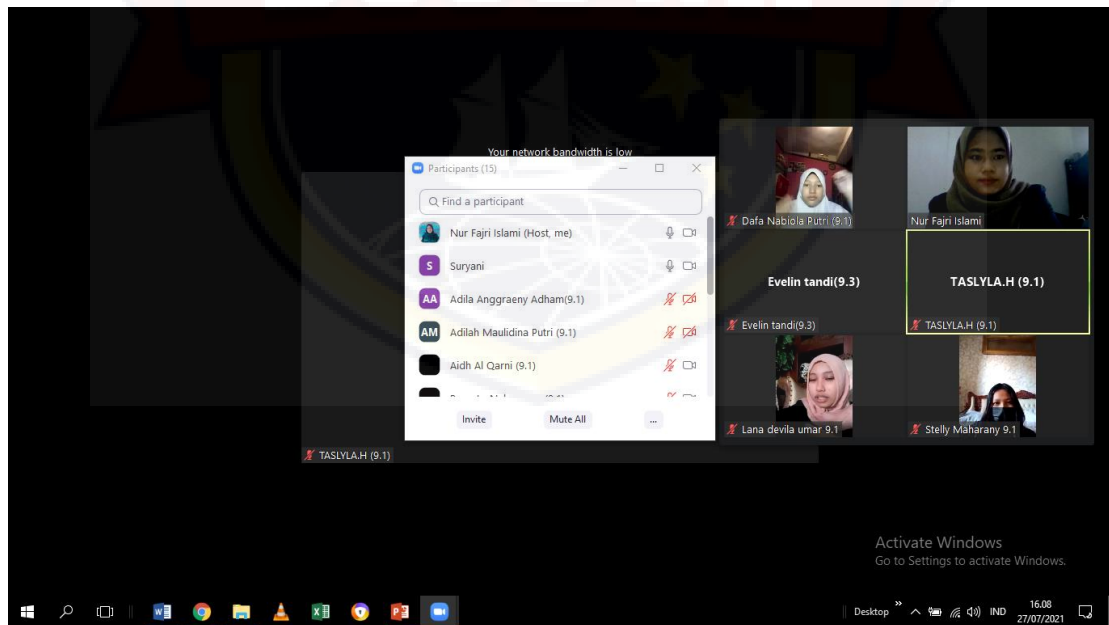 Your network bandwidth is low
Participants (15)
Find a participant
Nur Fajri Islami (Host, me)
S Suryani
AA Adila Anggraeny Adham(9.1)
AM Adilah Maulidina Putri (9.1)
Aidh Al Qarni (9.1)
Invite Mute All ...
TASLYLA.H (9.1)
Dafa Nabiola Putri (9.1)
Nur Fajri Islami
Evelin tandi(9.3)
Evelin tandi(9.3)
TASLYLA.H (9.1)
TASLYLA.H (9.1)
Lana devila umar 9.1
Stelly Maharany 9.1
Activate Windows
Go to Settings to activate Windows.
Desktop
IND
16.08
27/07/2021